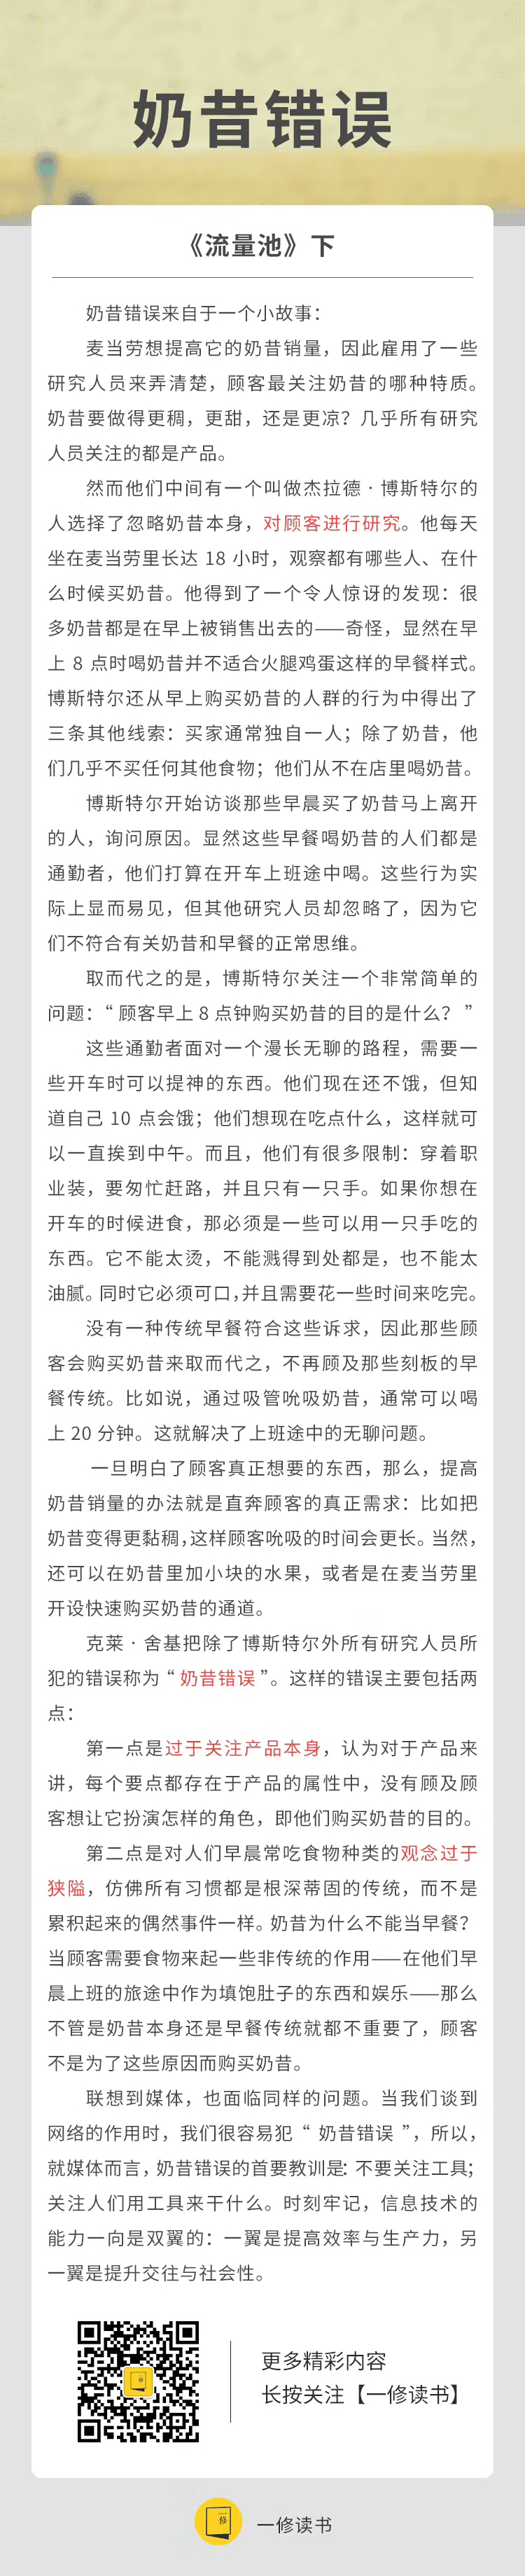 奶昔错误
《流量池》下
奶昔错误来自于一个小故事：
麦当劳想提高它的奶昔销量，因此雇用了一些
研究人员来弄清楚，顾客最关注奶昔的哪种特质。
奶昔要做得更稠，更甜，还是更凉？几乎所有研究
人员关注的都是产品。
然而他们中间有一个叫做杰拉德·博斯特尔的
人选择了忽略奶昔本身，对顾客进行研究。他每天
坐在麦当劳里长达 18 小时，观察都有哪些人、在什
么时候买奶昔。他得到了一个令人惊讶的发现：很
多奶昔都是在早上被销售出去的——奇怪，显然在早
上 8 点时喝奶昔并不适合火腿鸡蛋这样的早餐样式。
博斯特尔还从早上购买奶昔的人群的行为中得出了
三条其他线索：买家通常独自一人；除了奶昔，他
们几乎不买任何其他食物；他们从不在店里喝奶昔。
博斯特尔开始访谈那些早晨买了奶昔马上离开
的人，询问原因。显然这些早餐喝奶昔的人们都是
通勤者，他们打算在开车上班途中喝。这些行为实
际上显而易见，但其他研究人员却忽略了，因为它
们不符合有关奶昔和早餐的正常思维。
取而代之的是，博斯特尔关注一个非常简单的
问题：“ 顾客早上 8 点钟购买奶昔的目的是什么？ ”
这些通勤者面对一个漫长无聊的路程，需要一
些开车时可以提神的东西。他们现在还不饿，但知
道自己 10 点会饿；他们想现在吃点什么，这样就可
以一直挨到中午。而且，他们有很多限制：穿着职
业装，要匆忙赶路，并且只有一只手。如果你想在
开车的时候进食，那必须是一些可以用一只手吃的
东西。它不能太烫，不能溅得到处都是，也不能太
油腻。同时它必须可口，并且需要花一些时间来吃完。
没有一种传统早餐符合这些诉求，因此那些顾
客会购买奶昔来取而代之，不再顾及那些刻板的早
餐传统。比如说，通过吸管吮吸奶昔，通常可以喝
上 20 分钟。这就解决了上班途中的无聊问题。
一旦明白了顾客真正想要的东西，那么，提高
奶昔销量的办法就是直奔顾客的真正需求：比如把
奶昔变得更黏稠，这样顾客吮吸的时间会更长。当然，
还可以在奶昔里加小块的水果，或者是在麦当劳里
开设快速购买奶昔的通道。
克莱·舍基把除了博斯特尔外所有研究人员所
犯的错误称为 “ 奶昔错误 ”。这样的错误主要包括两
点：
第一点是过于关注产品本身，认为对于产品来
讲，每个要点都存在于产品的属性中，没有顾及顾
客想让它扮演怎样的角色，即他们购买奶昔的目的。
第二点是对人们早晨常吃食物种类的观念过于
狭隘，仿佛所有习惯都是根深蒂固的传统，而不是
累积起来的偶然事件一样。奶昔为什么不能当早餐？
当顾客需要食物来起一些非传统的作用——在他们早
晨上班的旅途中作为填饱肚子的东西和娱乐——那么
不管是奶昔本身还是早餐传统就都不重要了，顾客
不是为了这些原因而购买奶昔。
联想到媒体，也面临同样的问题。当我们谈到
网络的作用时，我们很容易犯 “ 奶昔错误 ”，所以，
就媒体而言，奶昔错误的首要教训是：不要关注工具；
关注人们用工具来干什么。时刻牢记，信息技术的
能力一向是双翼的：一翼是提高效率与生产力，另
一翼是提升交往与社会性。
更多精彩内容
长按关注【一修读书】
一修
一修读书